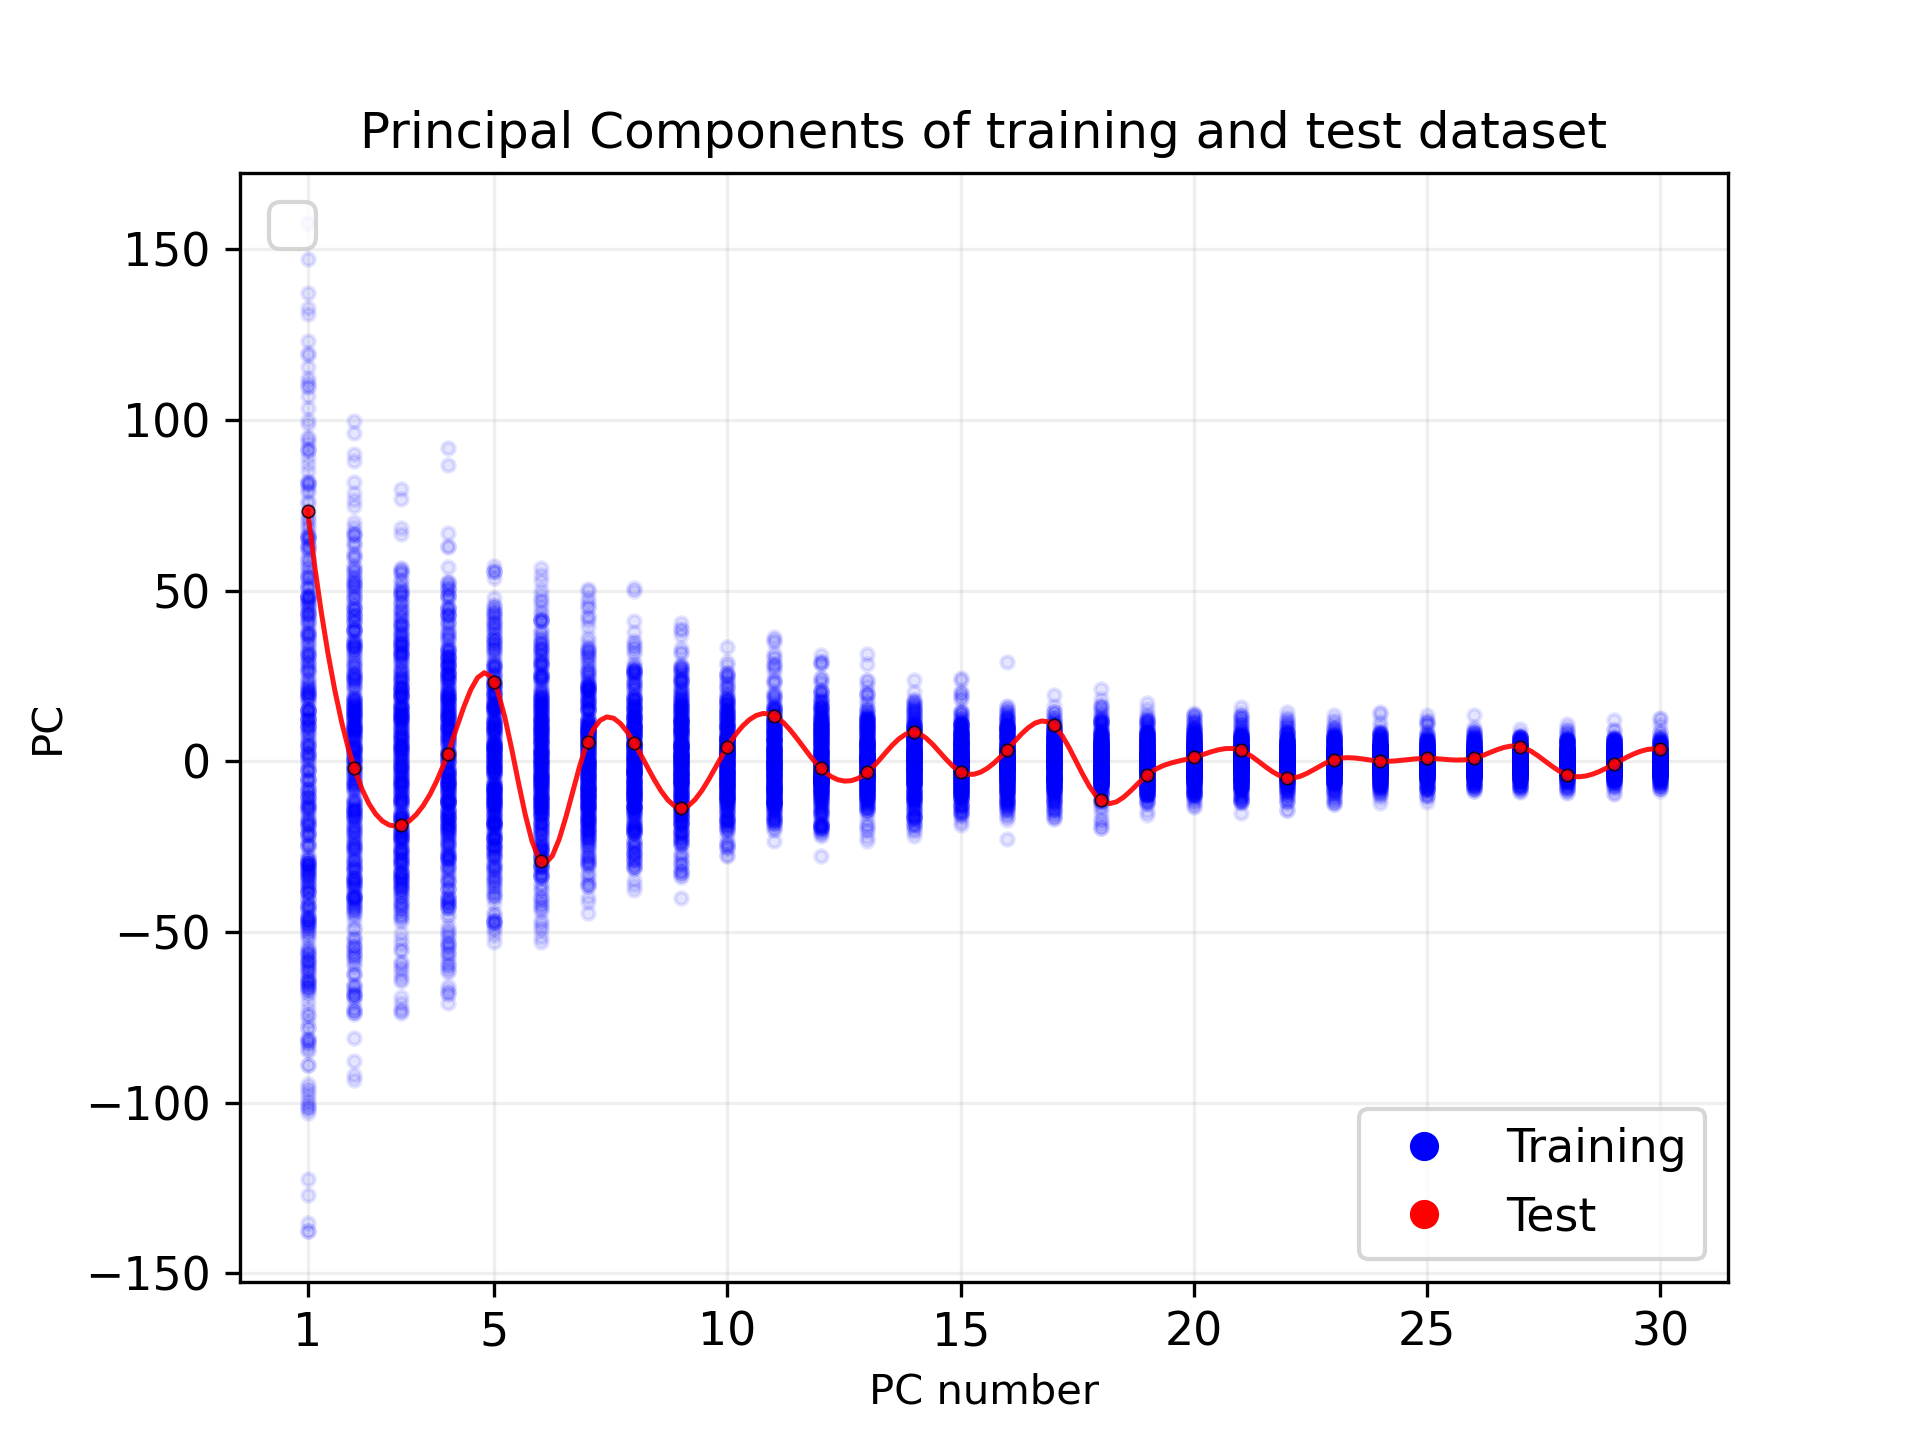 Principal Components of training and test dataset
150
100
50
0
−50
−100
−150
PC
1 5 10 15 20 25 30
PC number
Training
Test